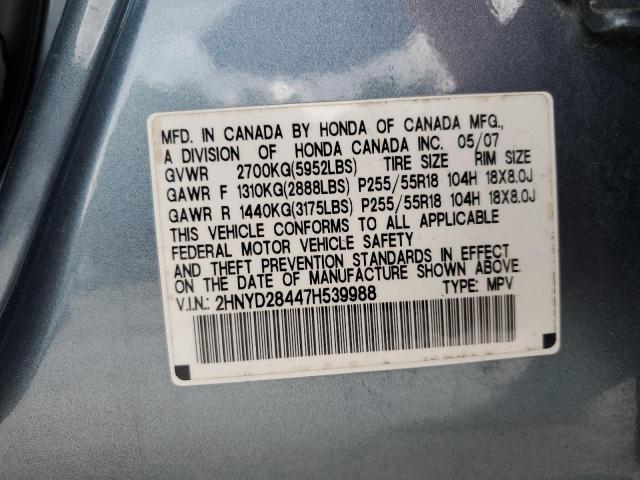 MFD. IN CANADA BY HONDA OF CANADA MFG.,
A DIVISION OF HONDA CANADA INC. 05/07
GVWR 2700KG(5952LBS) TIRE SIZE RIM SIZE
GAWR F 1310KG(2888LBS) P255/55R18 104H 18X8.0J
GAWR R 1440KG(3175LBS) P255/55R18 104H 18X8.0J
THIS VEHICLE CONFORMS TO ALL APPLICABLE
FEDERAL MOTOR VEHICLE SAFETY
AND THEFT PREVENTION STANDARDS IN EFFECT
ON THE DATE OF MANUFACTURE SHOWN ABOVE.
V.I.N.: 2HNYD28447H539988 TYPE: MPV